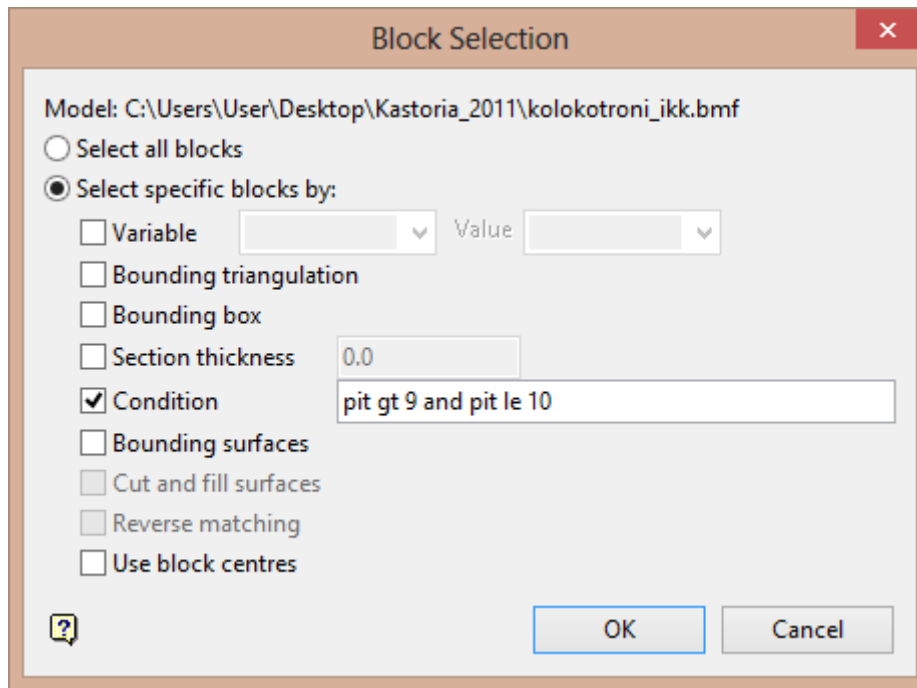 Block Selection
Model: C:\Users\User\Desktop\Kastoria_2011\kolokotroni_ikk.bmf
Select all blocks
Select specific blocks by:
Variable Value
Bounding triangulation
Bounding box
Section thickness 0.0
Condition pit gt 9 and pit le 10
Bounding surfaces
Cut and fill surfaces
Reverse matching
Use block centres
? OK Cancel